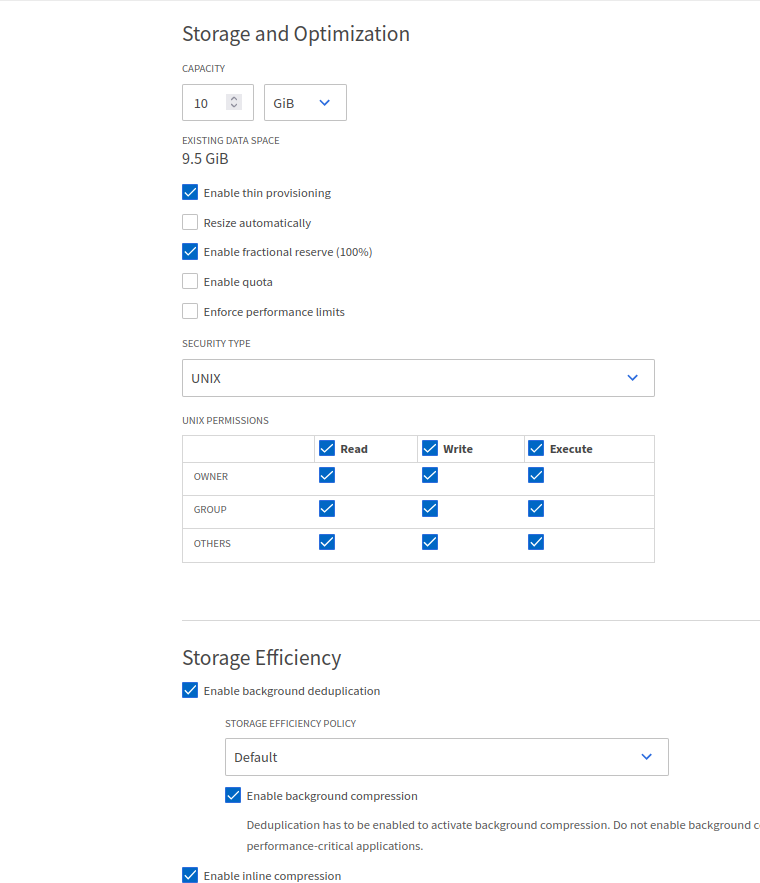 Storage and Optimization
CAPACITY
10 GiB
EXISTING DATA SPACE
9.5 GiB
Enable thin provisioning
Resize automatically
Enable fractional reserve (100%)
Enable quota
Enforce performance limits
SECURITY TYPE
UNIX
UNIX PERMISSIONS
Read Write Execute
OWNER
GROUP
OTHERS
Storage Efficiency
Enable background deduplication
STORAGE EFFICIENCY POLICY
Default
Enable background compression
Deduplication has to be enabled to activate background compression. Do not enable background
performance-critical applications.
Enable inline compression